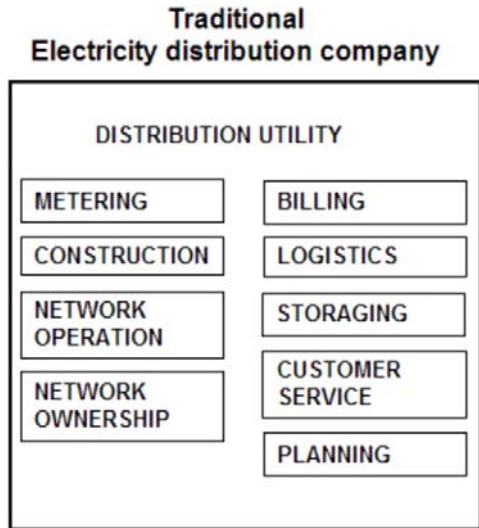 Traditional
Electricity distribution company
DISTRIBUTION UTILITY
METERING
CONSTRUCTION
NETWORK
OPERATION
NETWORK
OWNERSHIP
BILLING
LOGISTICS
STORAGING
CUSTOMER
SERVICE
PLANNING